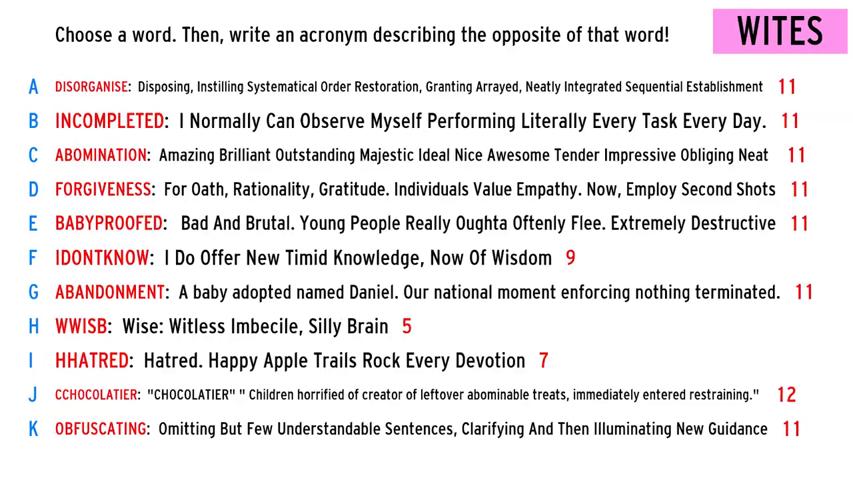 Choose a word. Then, write an acronym describing the opposite of that word!
WITES
A DISORGANISE: Disposing, Instilling Systematical Order Restoration, Granting Arrayed, Neatly Integrated Sequential Establishment 11
B INCOMPLETED: I Normally Can Observe Myself Performing Literally Every Task Every Day. 11
C ABOMINATION: Amazing Brilliant Outstanding Majestic Ideal Nice Awesome Tender Impressive Obliging Neat 11
D FORGIVENESS: For Oath, Rationality, Gratitude. Individuals Value Empathy. Now, Employ Second Shots 11
E BABYPROOFED: Bad And Brutal. Young People Really Oughta Oftenly Flee. Extremely Destructive 11
F IDONTKNOW: I Do Offer New Timid Knowledge, Now Of Wisdom 9
G ABANDONMENT: A baby adopted named Daniel. Our national moment enforcing nothing terminated. 11
H WWISB: Wise: Witless Imbecile, Silly Brain 5
I HHATRED: Hatred. Happy Apple Trails Rock Every Devotion 7
J CCHOCOLATIER: "CHOCOLATIER" " Children horrified of creator of leftover abominable treats, immediately entered restraining." 12
K OBFUSCATING: Omitting But Few Understandable Sentences, Clarifying And Then Illuminating New Guidance 11